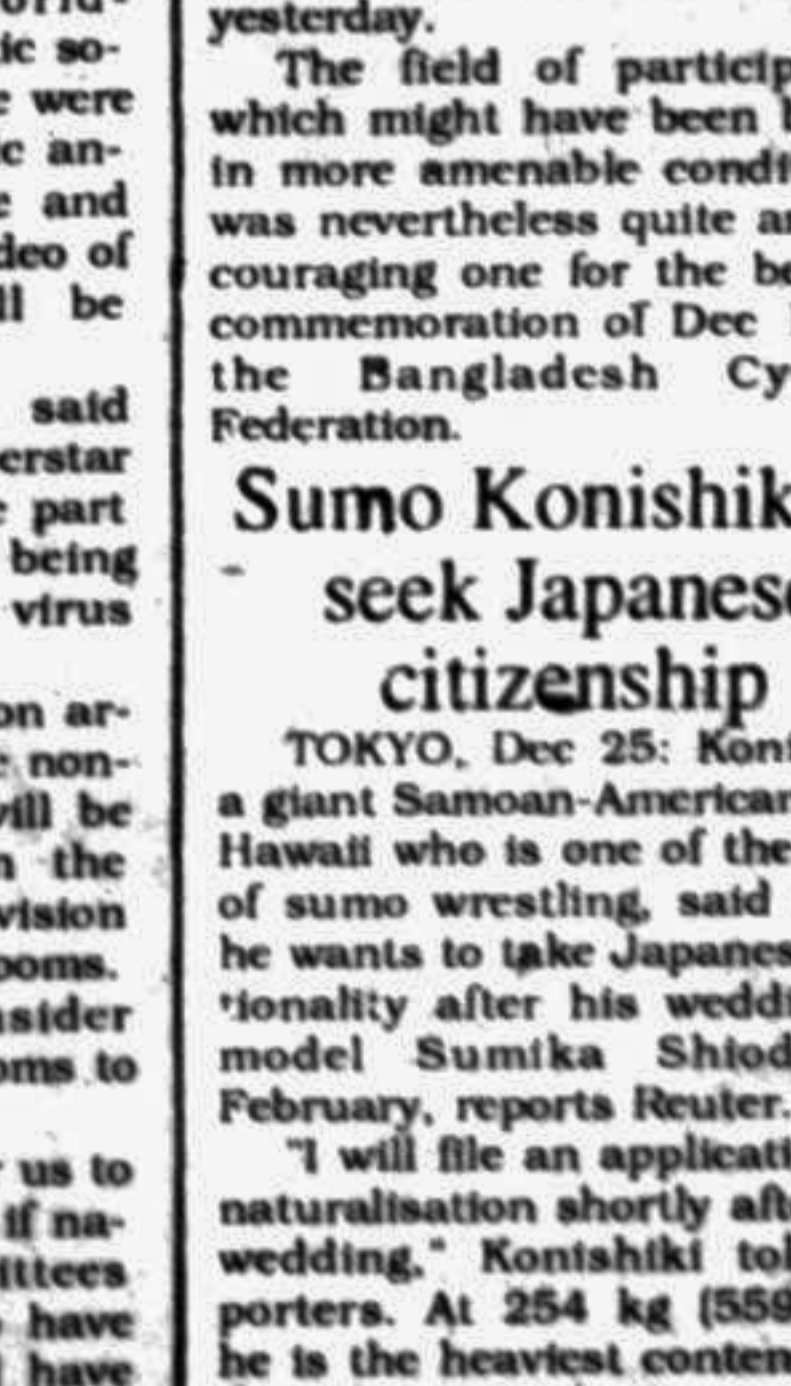 ic so-
were
c an-
and
deo of
ll be
said
erstar
part
being
virus
on ar-
non-
will be
the
vision
ooms.
nsider
oms to
us to
if na-
ittees
have
have
yesterday.
The field of particip
which might have been b
in more amenable condi
was nevertheless quite an
couraging one for the be
commemoration of Dec
the Bangladesh Cy
Federation.
Sumo Konishik
seek Japanese
citizenship
TOKYO, Dec 25: Koni
a giant Samoan-American
Hawaii who is one of the
of sumo wrestling, said
he wants to take Japanes
tionality after his weddi
model Sumika Shiod
February, reports Reuter.
"I will file an applicati
naturalisation shortly aft
wedding," Konishiki tol
porters. At 254 kg (559
he is the heaviest conten